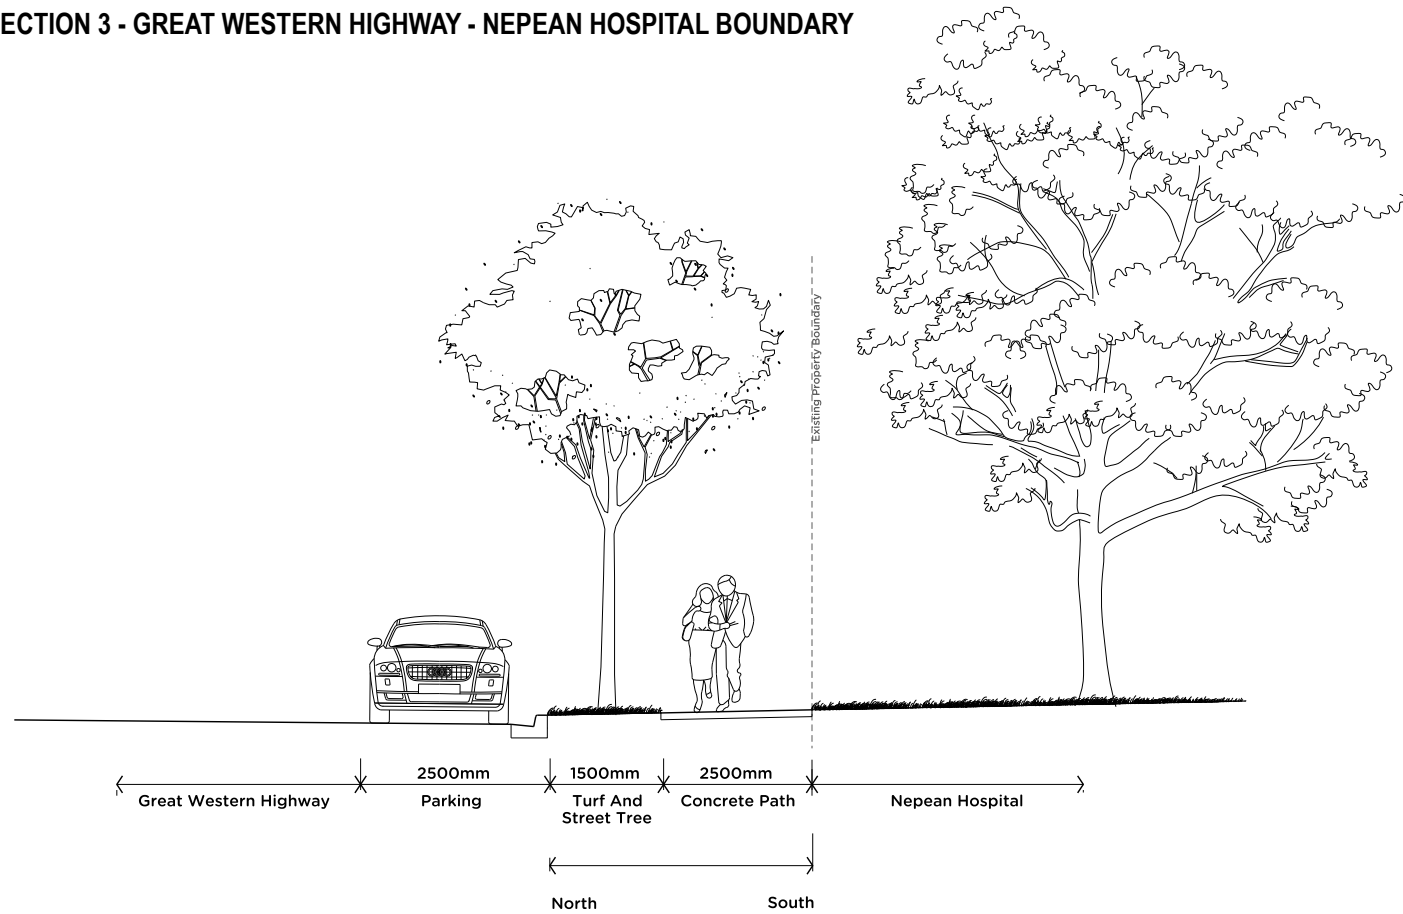 ECTION 3 - GREAT WESTERN HIGHWAY - NEPEAN HOSPITAL BOUNDARY
Existing Property Boundary
2500mm
1500mm
2500mm
Great Western Highway
Parking
Turf And
Street Tree
Concrete Path
Nepean Hospital
North
South